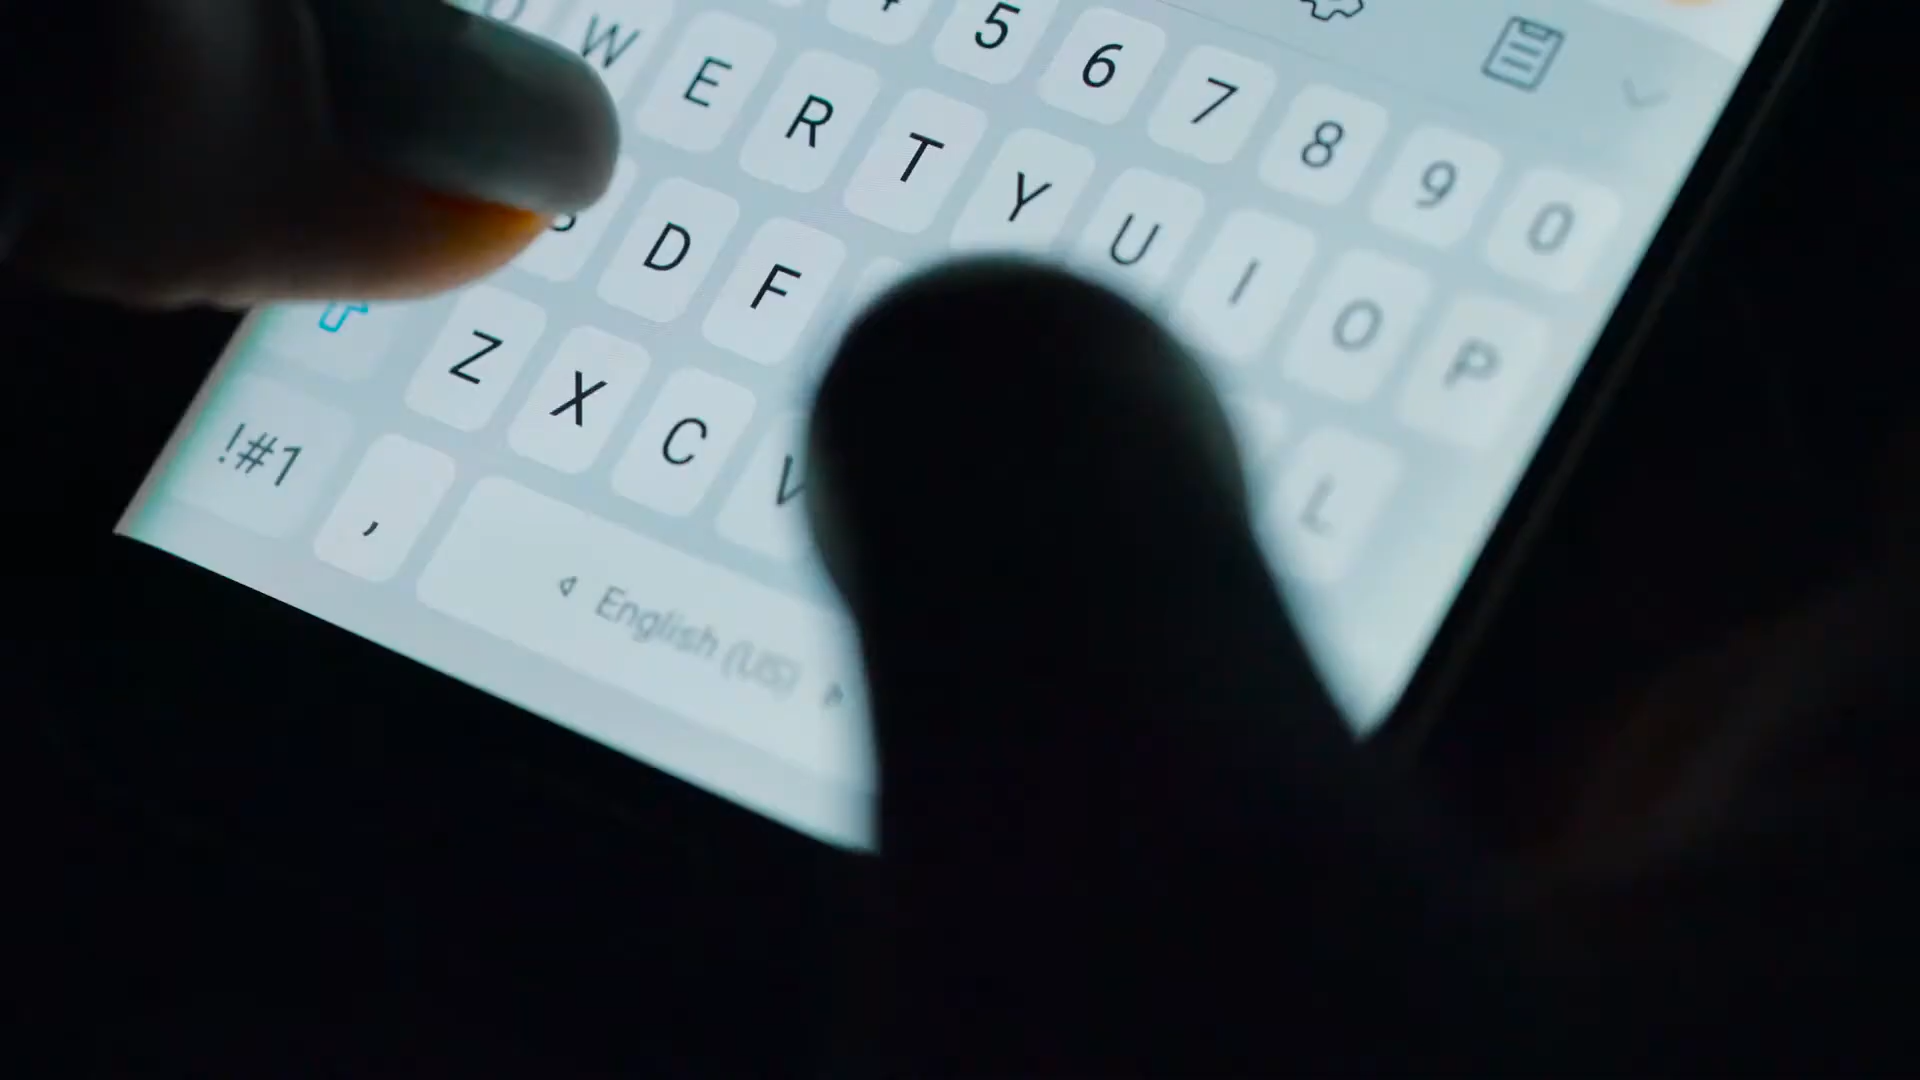 5 6 7 8 9 0
W E R T Y U I O P
S D F L
Z X C V
!#1 , English (US)